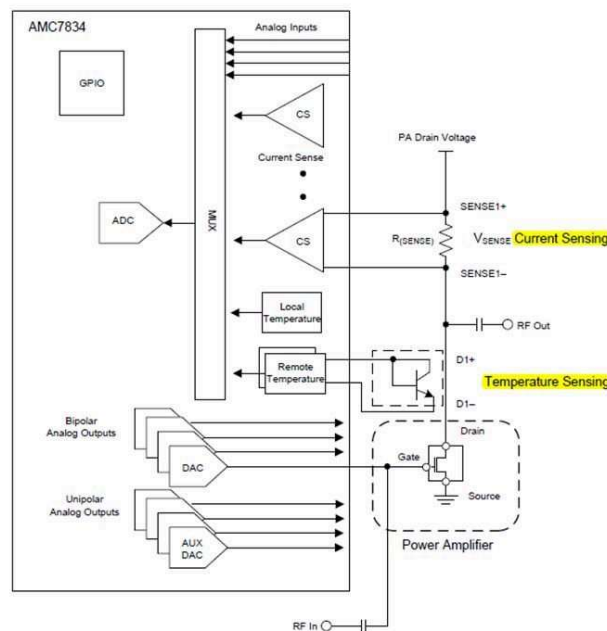 AMC7834
Analog Inputs
GPIO
CS
PA Drain Voltage
Current Sense
MUX
ADC
SENSE1+
CS
R(SENSE)
VSENSE Current Sensing
SENSE1–
Local
Temperature
RF Out
D1+
Remote
Temperature
Temperature Sensing
D1–
Bipolar
Analog Outputs
Drain
DAC
Gate
Unipolar
Analog Outputs
Source
AUX
DAC
Power Amplifier
RF In